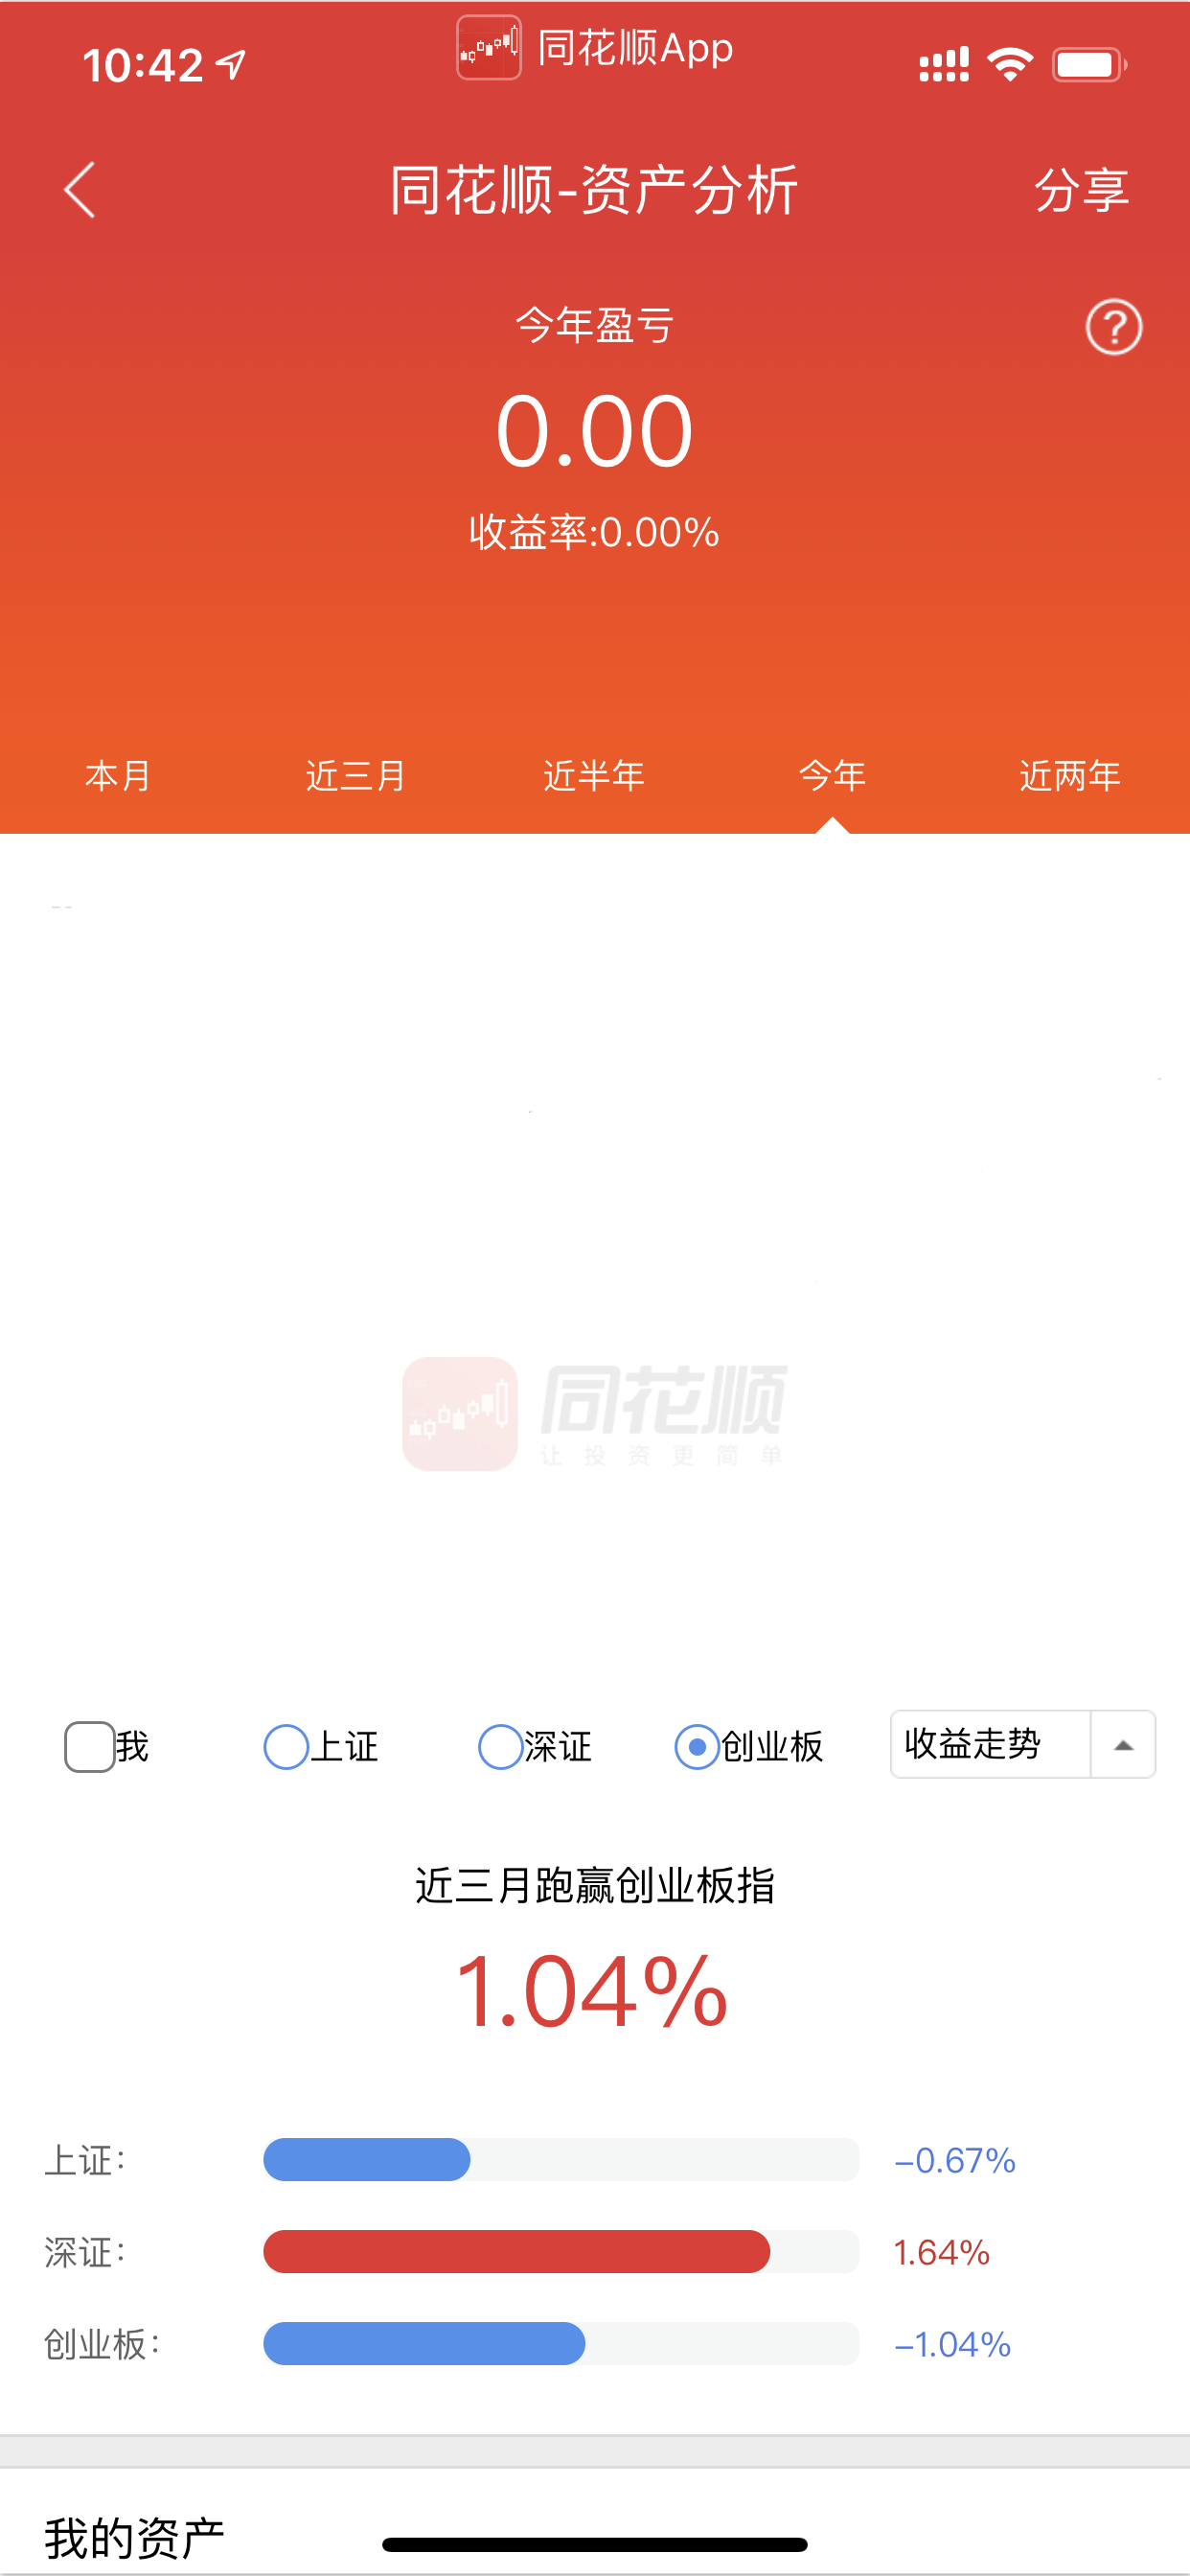 同花顺App
10:42
同花顺-资产分析
分享
今年盈亏
?
0.00
收益率:0.00%
本月 近三月 近半年 今年 近两年
--
同花顺
让投资更简单
我 上证 深证 创业板 收益走势
近三月跑赢创业板指
1.04%
上证： -0.67%
深证： 1.64%
创业板： -1.04%
我的资产